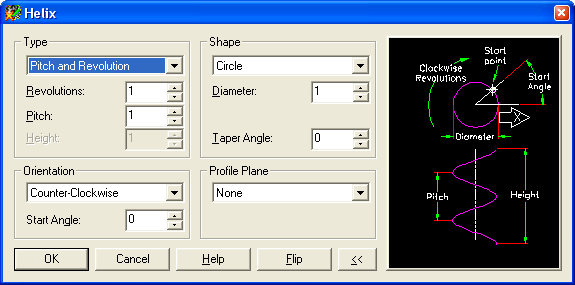 Helix
Type
Pitch and Revolution
Revolutions: 1
Pitch: 1
Height: 1
Shape
Circle
Diameter: 1
Taper Angle: 0
Orientation
Counter-Clockwise
Start Angle: 0
Profile Plane
None
OK Cancel Help Flip <<
Start
point
Clockwise
Revolutions
Start
Angle
X
Diameter
Pitch
Height